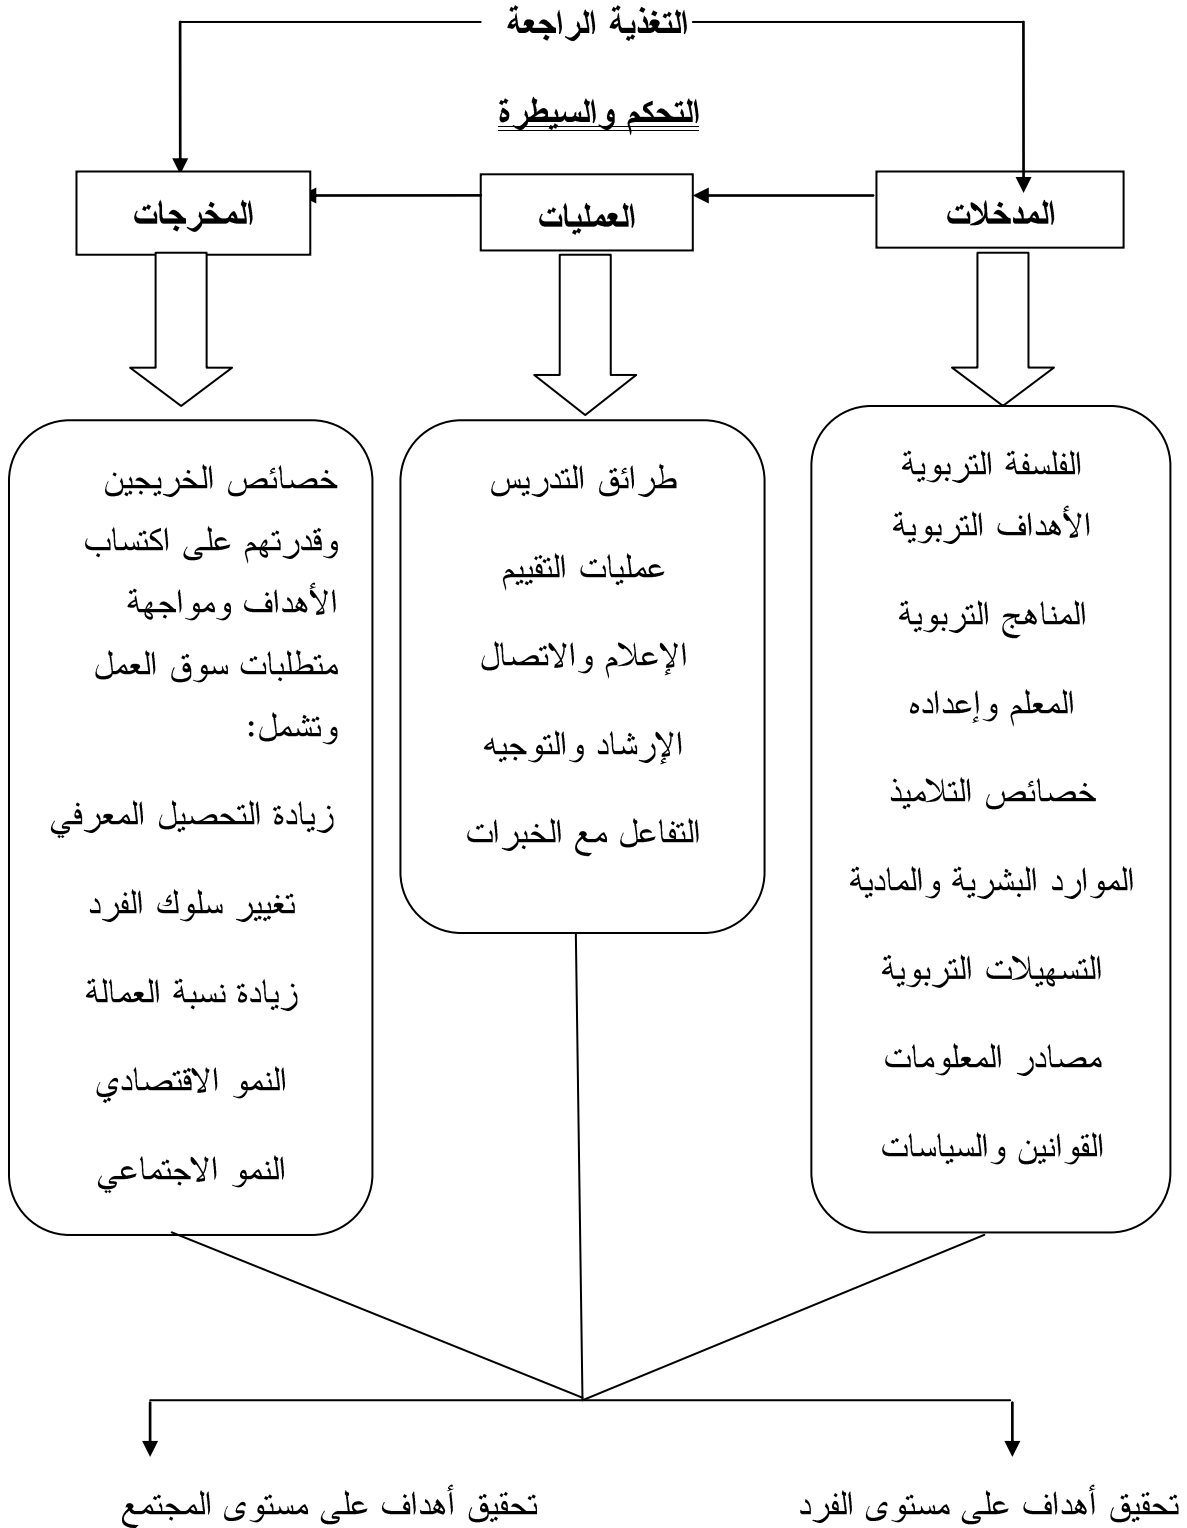 التغذية الراجعة
التحكم والسيطرة
المدخلات
العمليات
المخرجات
الفلسفة التربوية
الأهداف التربوية
المناهج التربوية
المعلم وإعداده
خصائص التلاميذ
الموارد البشرية والمادية
التسهيلات التربوية
مصادر المعلومات
القوانين والسياسات
طرائق التدريس
عمليات التقييم
الإعلام والاتصال
الإرشاد والتوجيه
التفاعل مع الخبرات
خصائص الخريجين
وقدرتهم على اكتساب
الأهداف ومواجهة
متطلبات سوق العمل
وتشمل:
زيادة التحصيل المعرفي
تغيير سلوك الفرد
زيادة نسبة العمالة
النمو الاقتصادي
النمو الاجتماعي
تحقيق أهداف على مستوى الفرد
تحقيق أهداف على مستوى المجتمع